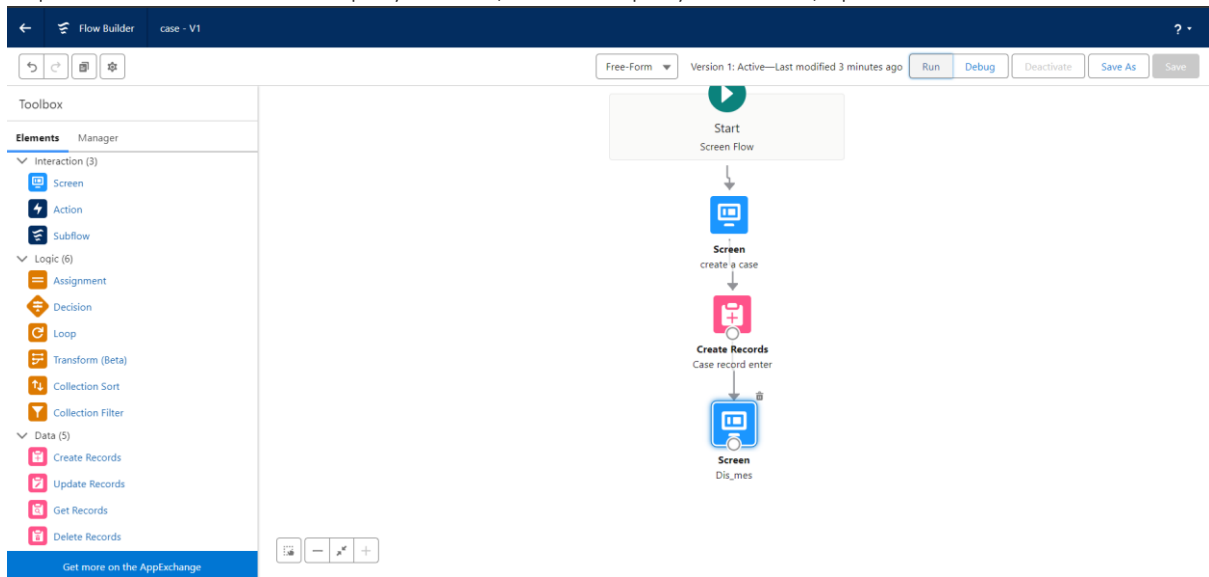 Flow Builder case - V1 ?
Free-Form Version 1: Active—Last modified 3 minutes ago Run Debug Deactivate Save As Save
Toolbox
Elements Manager
Interaction (3)
Screen
Action
Subflow
Logic (6)
Assignment
Decision
Loop
Transform (Beta)
Collection Sort
Collection Filter
Data (5)
Create Records
Update Records
Get Records
Delete Records
Get more on the AppExchange
Start
Screen Flow
Screen
create a case
Create Records
Case record enter
Screen
Dis_mes